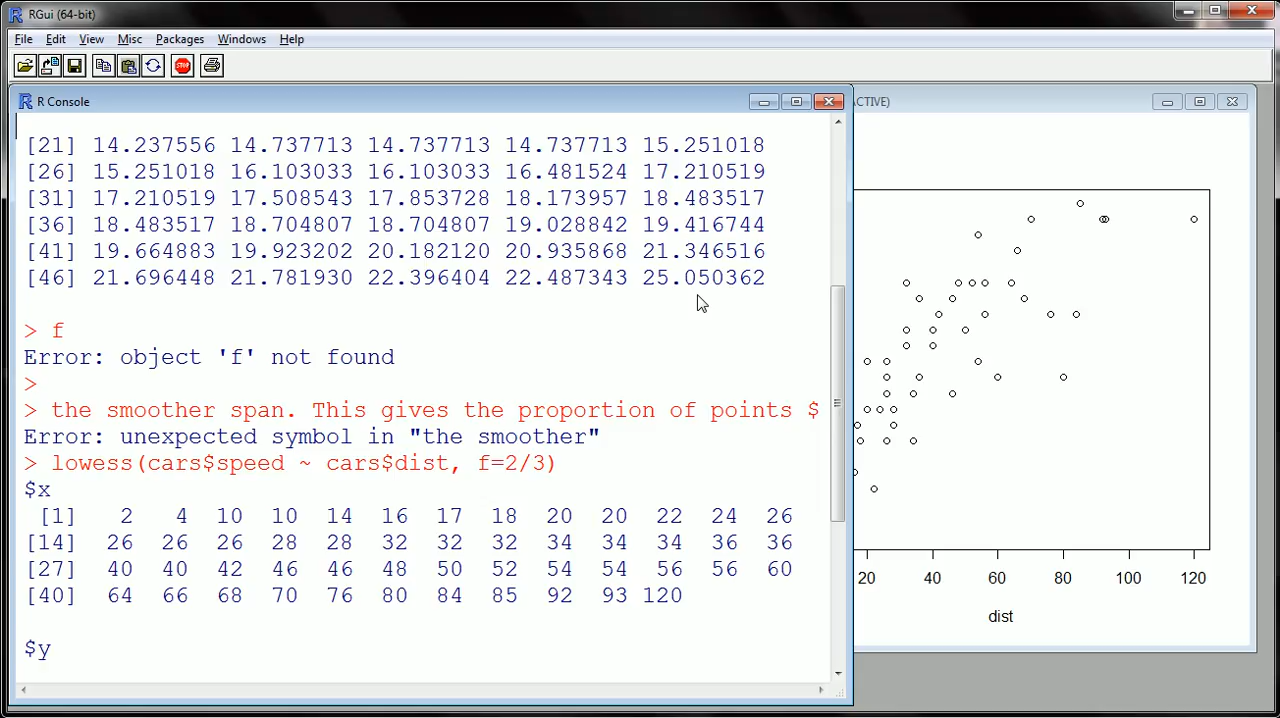 RGui (64-bit)
File Edit View Misc Packages Windows Help
STOP
R Console
ACTIVE)
[21] 14.237556 14.737713 14.737713 14.737713 15.251018
[26] 15.251018 16.103033 16.103033 16.481524 17.210519
[31] 17.210519 17.508543 17.853728 18.173957 18.483517
[36] 18.483517 18.704807 18.704807 19.028842 19.416744
[41] 19.664883 19.923202 20.182120 20.935868 21.346516
[46] 21.696448 21.781930 22.396404 22.487343 25.050362
> f
Error: object 'f' not found
>
> the smoother span. This gives the proportion of points $
Error: unexpected symbol in "the smoother"
> lowess(cars$speed ~ cars$dist, f=2/3)
$x
[1] 2 4 10 10 14 16 17 18 20 20 22 24 26
[14] 26 26 26 28 28 32 32 32 34 34 34 36 36
[27] 40 40 42 46 46 48 50 52 54 54 56 56 60
[40] 64 66 68 70 76 80 84 85 92 93 120
$y
20 40 60 80 100 120
dist